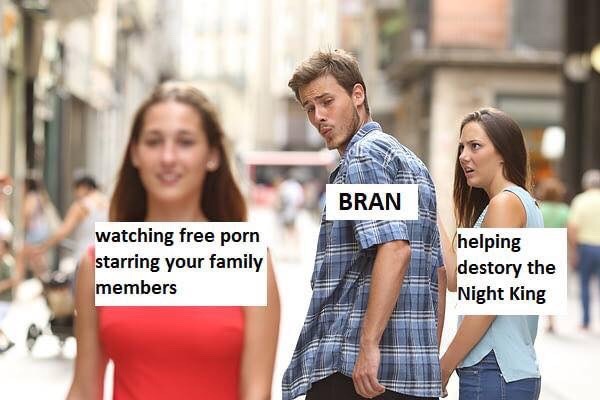 watching free porn
starring your family
members
BRAN
helping
destory the
Night King